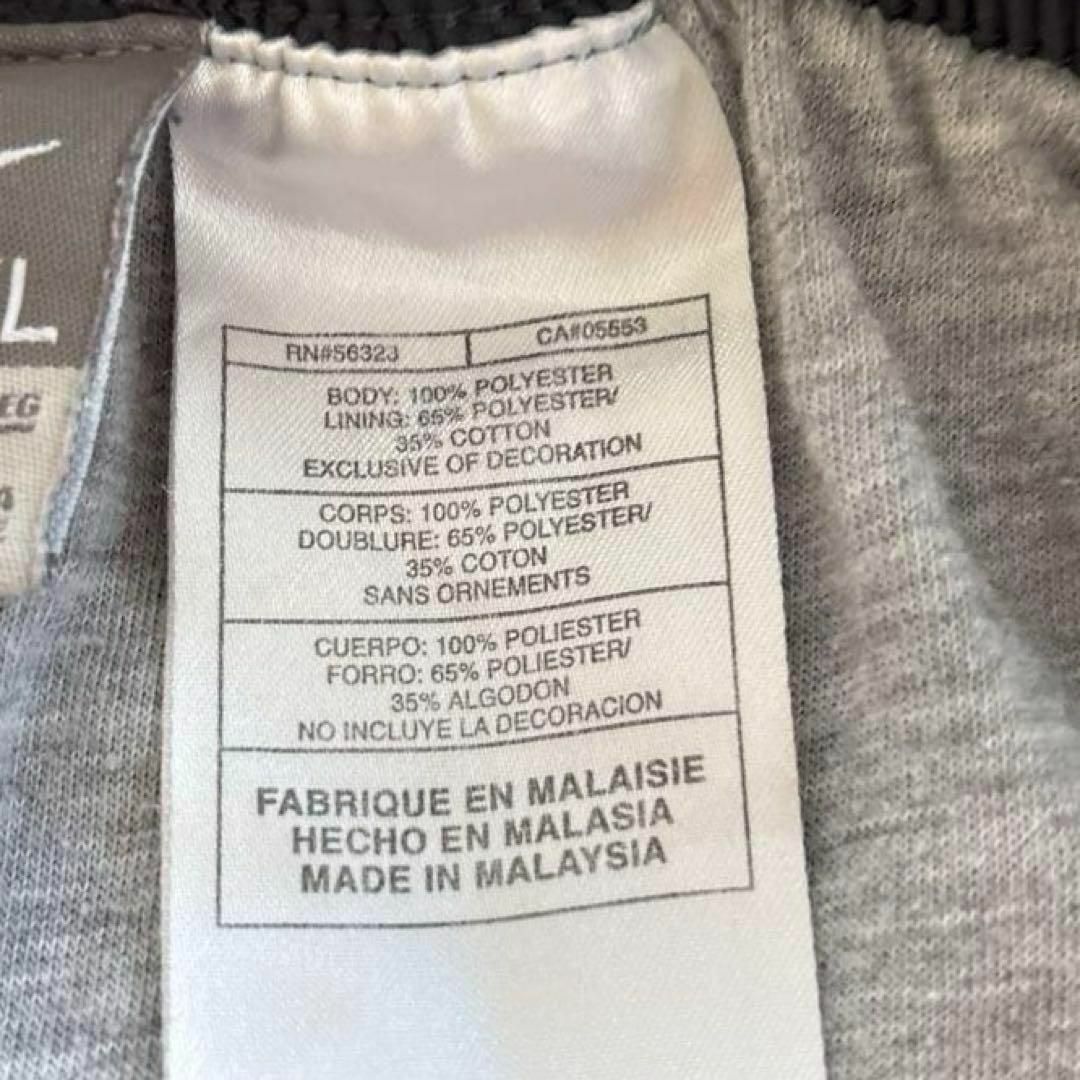 L
EG
4
RN#56323
CA#05553
BODY: 100% POLYESTER
LINING: 65% POLYESTER/
35% COTTON
EXCLUSIVE OF DECORATION
CORPS: 100% POLYESTER
DOUBLURE: 65% POLYESTER/
35% COTON
SANS ORNEMENTS
CUERPO: 100% POLIESTER
FORRO: 65% POLIESTER/
35% ALGODON
NO INCLUYE LA DECORACION
FABRIQUE EN MALAISIE
HECHO EN MALASIA
MADE IN MALAYSIA